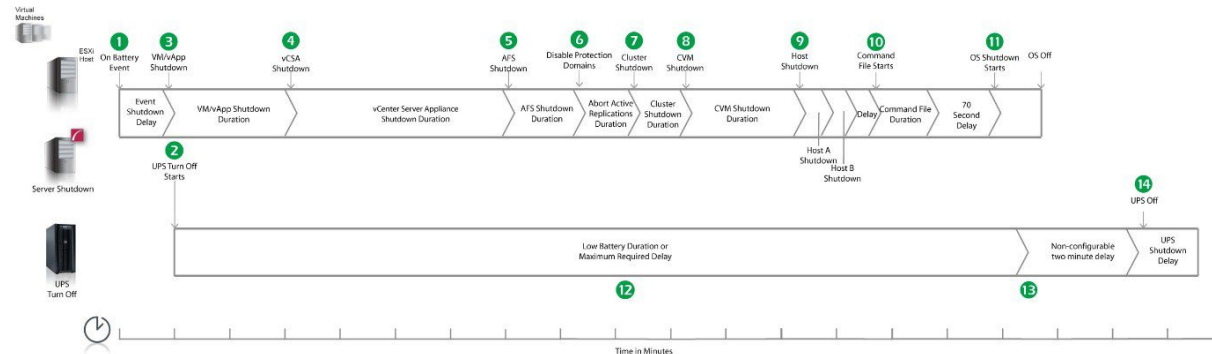 Virtual
Machines
ESXi
Host
1
On Battery
Event
3
VM/vApp
Shutdown
4
vCSA
Shutdown
5
AFS
Shutdown
6
Disable Protection
Domains
7
Cluster
Shutdown
8
CVM
Shutdown
9
Host
Shutdown
10
Command
File Starts
11
OS Shutdown
Starts
OS Off
Event
Shutdown
Delay
VM/vApp Shutdown
Duration
vCenter Server Appliance
Shutdown Duration
AFS Shutdown
Duration
Abort Active
Replications
Duration
Cluster
Shutdown
Duration
CVM Shutdown
Duration
Delay
Command File
Duration
70
Second
Delay
Host A
Shutdown
Host B
Shutdown
Server Shutdown
2
UPS Turn Off
Starts
14
UPS Off
Low Battery Duration or
Maximum Required Delay
Non-configurable
two minute delay
UPS
Shutdown
Delay
UPS
Turn Off
12
13
Time in Minutes